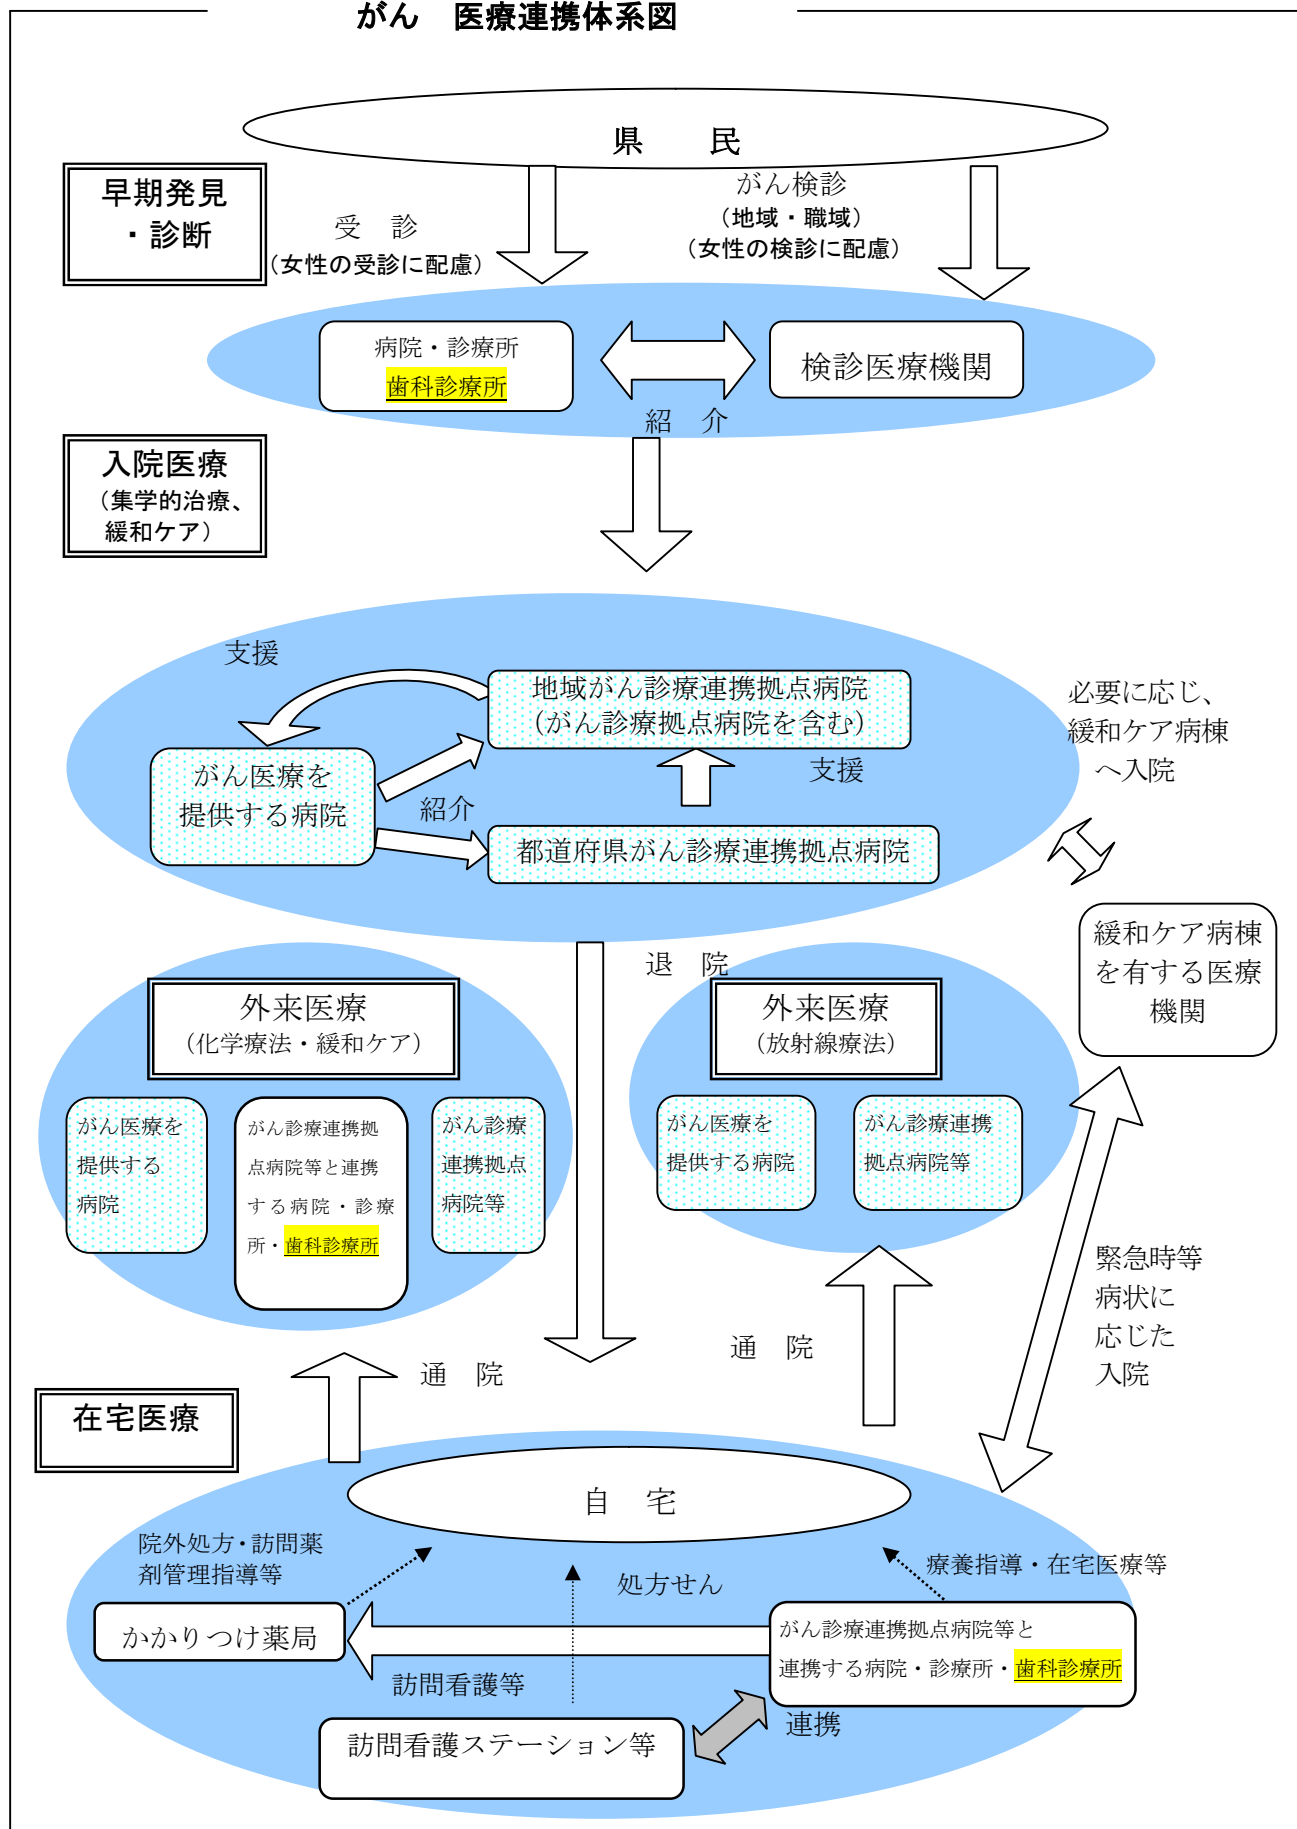 がん　医療連携体系図
県　　民
早期発見
・診断
受　診
（女性の受診に配慮）
がん検診
（地域・職域）
（女性の検診に配慮）
病院・診療所
歯科診療所
検診医療機関
紹　介
入院医療
（集学的治療、
緩和ケア）
支援
地域がん診療連携拠点病院
（がん診療拠点病院を含む）
がん医療を
提供する病院
支援
紹介
都道府県がん診療連携拠点病院
必要に応じ、
緩和ケア病棟
へ入院
緩和ケア病棟
を有する医療
機関
退　院
外来医療
（化学療法・緩和ケア）
がん医療を
提供する
病院
がん診療連携拠
点病院等と連携
する病院・診療
所・歯科診療所
がん診療
連携拠点
病院等
外来医療
（放射線療法）
がん医療を
提供する病院
がん診療連携
拠点病院等
緊急時等
病状に
応じた
入院
通　院
通　院
在宅医療
自　宅
院外処方・訪問薬
剤管理指導等
処方せん
療養指導・在宅医療等
かかりつけ薬局
がん診療連携拠点病院等と
連携する病院・診療所・歯科診療所
訪問看護等
訪問看護ステーション等
連携